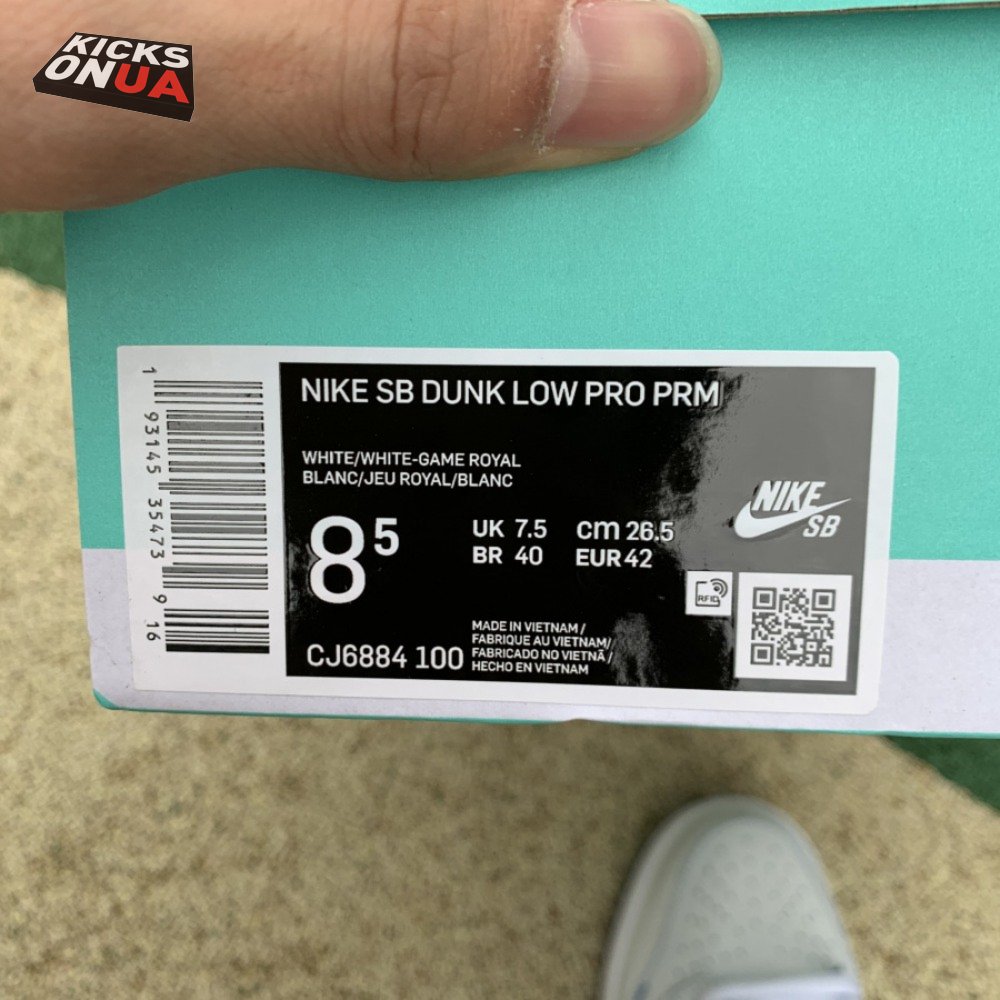 KICKS
ONUA
1 93145 35473 9 16
NIKE SB DUNK LOW PRO PRM
WHITE/WHITE-GAME ROYAL
BLANC/JEU ROYAL/BLANC
8 5
UK 7.5 cm 26.5
BR 40 EUR 42
NIKE
SB
RFID
MADE IN VIETNAM /
FABRIQUE AU VIETNAM/
FABRICADO NO VIETNÃ /
HECHO EN VIETNAM
CJ6884 100